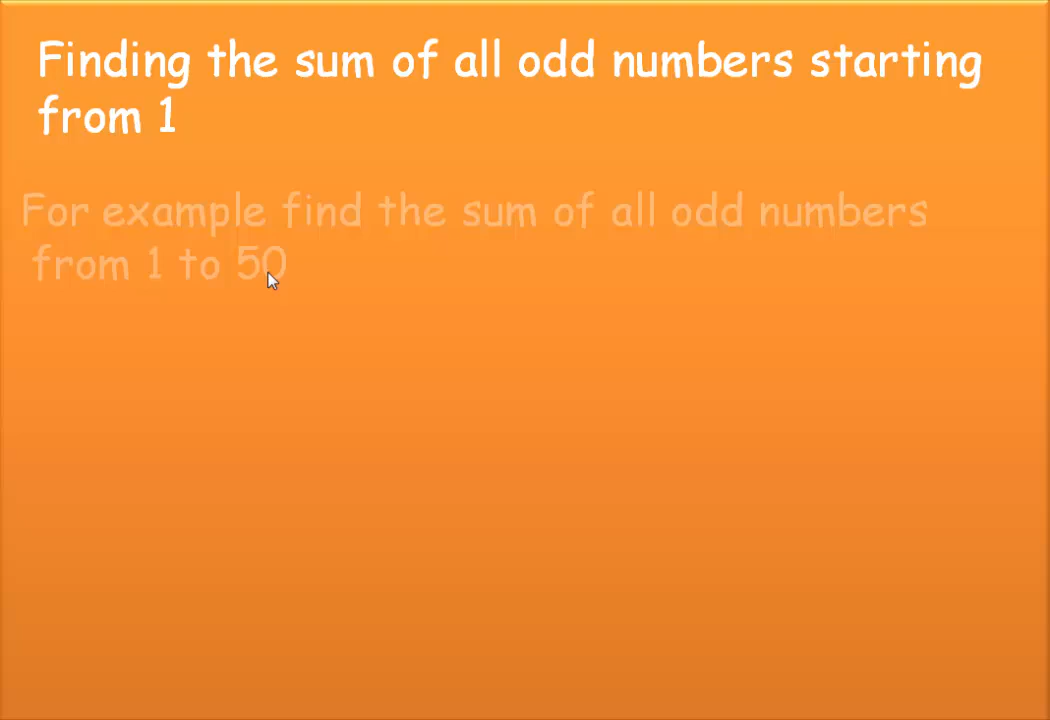 Finding the sum of all odd numbers starting
from 1
For example find the sum of all odd numbers
from 1 to 50